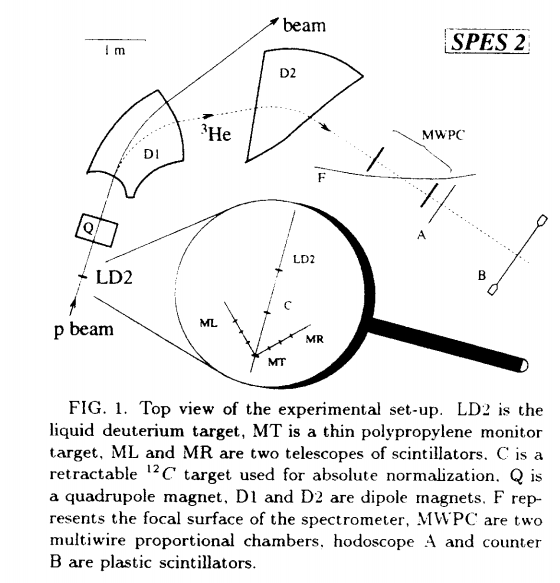 beam
SPES 2
1 m
D2
³He
D1
MWPC
F
Q
A
B
LD2
p beam
LD2
C
ML
MR
MT
FIG. 1. Top view of the experimental set-up. LD2 is the
liquid deuterium target, MT is a thin polypropylene monitor
target, ML and MR are two telescopes of scintillators. C is a
retractable ¹²C target used for absolute normalization. Q is
a quadrupole magnet, D1 and D2 are dipole magnets. F rep-
resents the focal surface of the spectrometer, MWPC are two
multiwire proportional chambers, hodoscope A and counter
B are plastic scintillators.